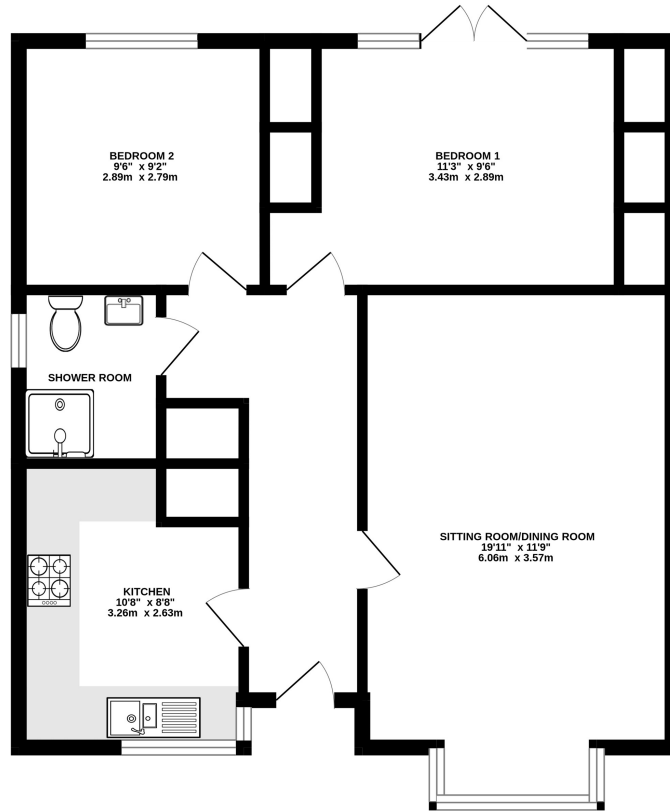 BEDROOM 2
9'6" x 9'2"
2.89m x 2.79m
BEDROOM 1
11'3" x 9'6"
3.43m x 2.89m
SHOWER ROOM
SITTING ROOM/DINING ROOM
19'11" x 11'9"
6.06m x 3.57m
KITCHEN
10'8" x 8'8"
3.26m x 2.63m